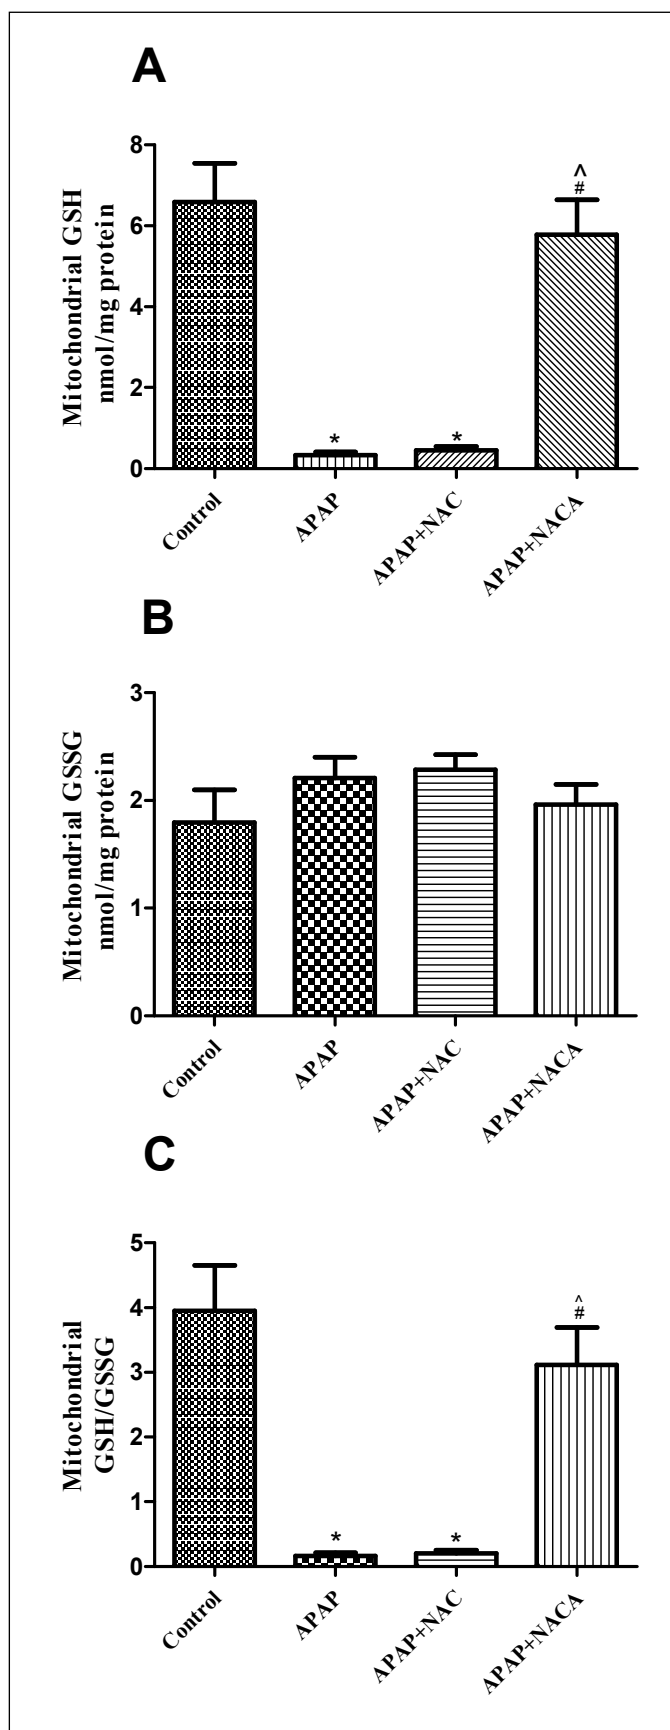 A
Mitochondrial GSH
nmol/mg protein
8
6
4
2
0
*
*
^
#
Control
APAP
APAP+NAC
APAP+NACA
B
Mitochondrial GSSG
nmol/mg protein
3
2
1
0
Control
APAP
APAP+NAC
APAP+NACA
C
Mitochondrial
GSH/GSSG
5
4
3
2
1
0
*
*
^
#
Control
APAP
APAP+NAC
APAP+NACA